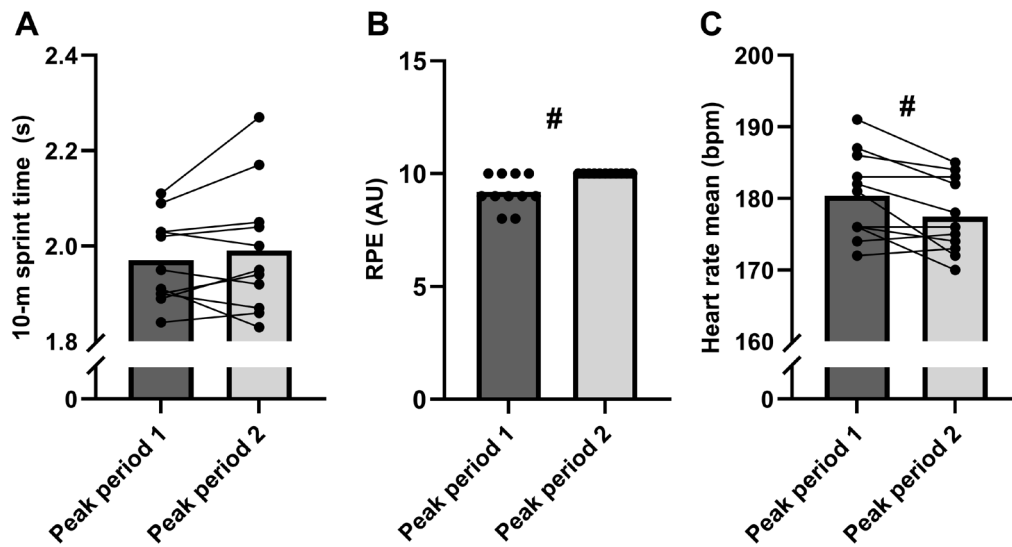 A
10-m sprint time (s)
2.4
2.2
2.0
1.8
0
Peak period 1
Peak period 2
B
RPE (AU)
15
10
5
0
#
Peak period 1
Peak period 2
C
Heart rate mean (bpm)
200
190
180
170
160
0
#
Peak period 1
Peak period 2